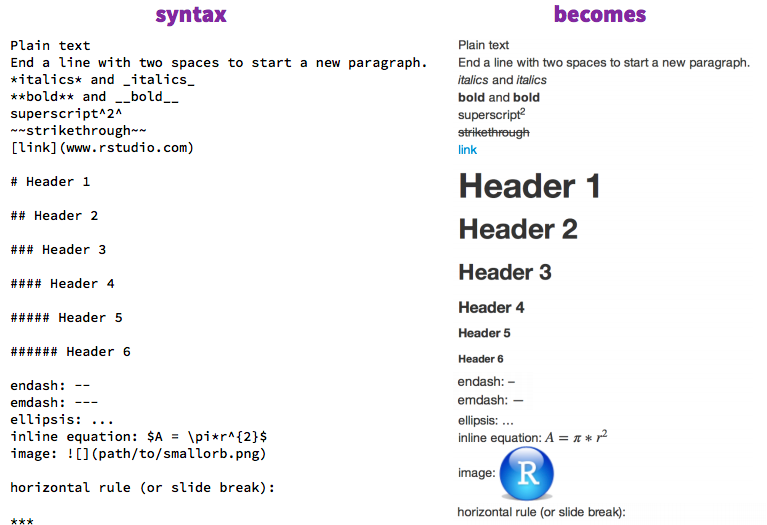 syntax
Plain text
End a line with two spaces to start a new paragraph.
*italics* and _italics_
**bold** and __bold__
superscript^2^
~~strikethrough~~
[link](www.rstudio.com)
# Header 1
## Header 2
### Header 3
#### Header 4
##### Header 5
###### Header 6
endash: --
emdash: ---
ellipsis: ...
inline equation: $A = \pi*r^{2}$
image: ![](path/to/smallorb.png)
horizontal rule (or slide break):
***
becomes
Plain text
End a line with two spaces to start a new paragraph.
italics and italics
bold and bold
superscript²
strikethrough
link
Header 1
Header 2
Header 3
Header 4
Header 5
Header 6
endash: –
emdash: —
ellipsis: …
inline equation: A = π * r²
image: R
horizontal rule (or slide break):